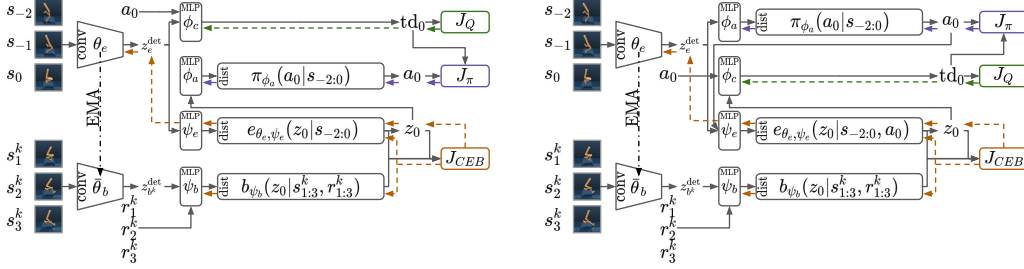 s_{-2}
s_{-1}
s_0
conv θ_e
z_e^{det}
a_0
MLP φ_c
td_0
J_Q
MLP φ_a
dist π_{φ_a}(a_0|s_{-2:0})
a_0
J_π
EMA
MLP ψ_e
dist e_{θ_e,ψ_e}(z_0|s_{-2:0})
z_0
J_{CEB}
s_1^k
s_2^k
s_3^k
conv θ̄_b
z_{b^k}^{det}
MLP ψ_b
dist b_{ψ_b}(z_0|s_{1:3}^k, r_{1:3}^k)
r_1^k
r_2^k
r_3^k
s_{-2}
s_{-1}
s_0
conv θ_e
z_e^{det}
MLP φ_a
dist π_{φ_a}(a_0|s_{-2:0})
a_0
J_π
a_0
MLP φ_c
td_0
J_Q
EMA
MLP ψ_e
dist e_{θ_e,ψ_e}(z_0|s_{-2:0}, a_0)
z_0
J_{CEB}
s_1^k
s_2^k
s_3^k
conv θ̄_b
z_{b^k}^{det}
MLP ψ_b
dist b_{ψ_b}(z_0|s_{1:3}^k, r_{1:3}^k)
r_1^k
r_2^k
r_3^k